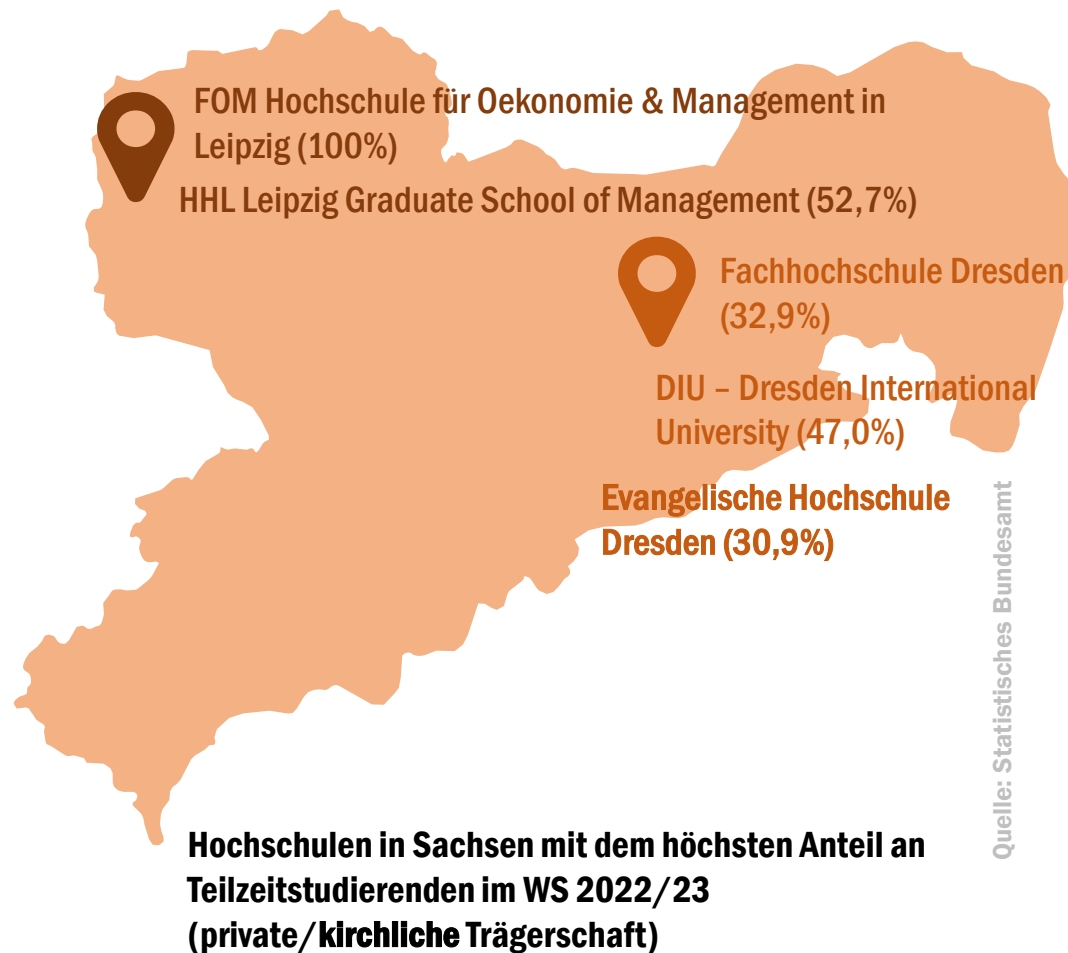 FOM Hochschule für Oekonomie & Management in
Leipzig (100%)
HHL Leipzig Graduate School of Management (52,7%)
Fachhochschule Dresden
(32,9%)
DIU – Dresden International
University (47,0%)
Evangelische Hochschule
Dresden (30,9%)
Quelle: Statistisches Bundesamt
Hochschulen in Sachsen mit dem höchsten Anteil an
Teilzeitstudierenden im WS 2022/23
(private/kirchliche Trägerschaft)